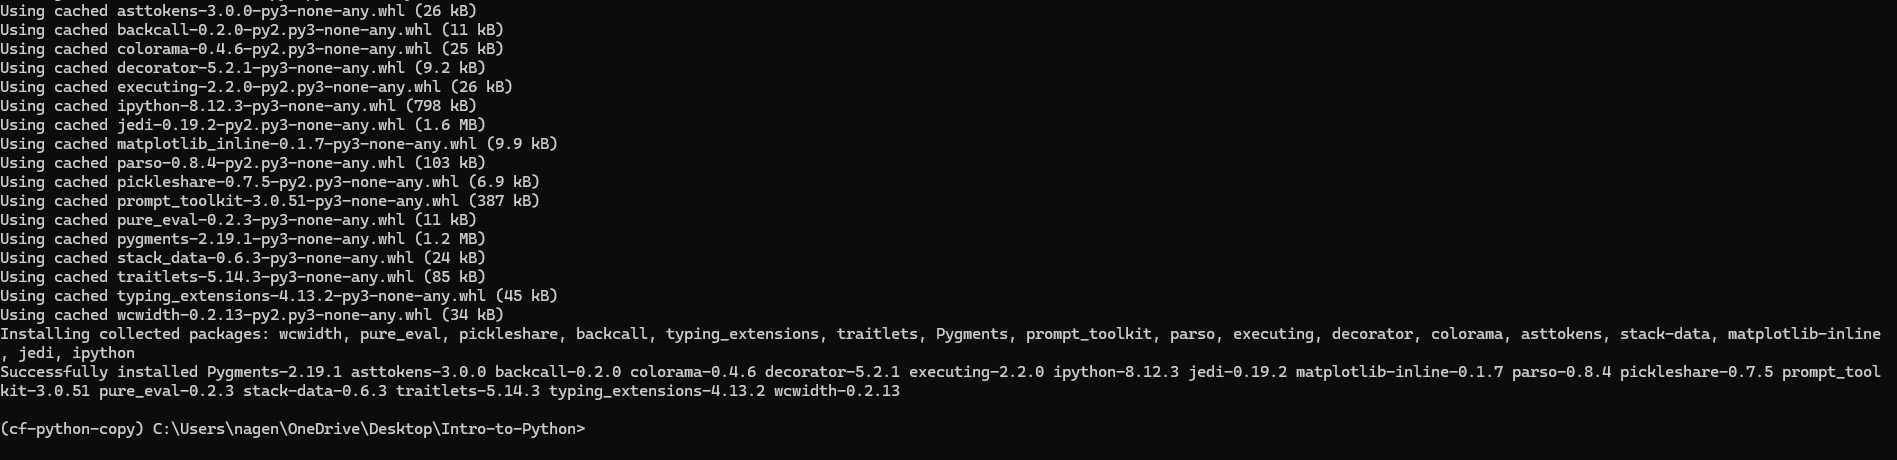 Using cached asttokens-3.0.0-py3-none-any.whl (26 kB)
Using cached backcall-0.2.0-py2.py3-none-any.whl (11 kB)
Using cached colorama-0.4.6-py2.py3-none-any.whl (25 kB)
Using cached decorator-5.2.1-py3-none-any.whl (9.2 kB)
Using cached executing-2.2.0-py2.py3-none-any.whl (26 kB)
Using cached ipython-8.12.3-py3-none-any.whl (798 kB)
Using cached jedi-0.19.2-py2.py3-none-any.whl (1.6 MB)
Using cached matplotlib_inline-0.1.7-py3-none-any.whl (9.9 kB)
Using cached parso-0.8.4-py2.py3-none-any.whl (103 kB)
Using cached pickleshare-0.7.5-py2.py3-none-any.whl (6.9 kB)
Using cached prompt_toolkit-3.0.51-py3-none-any.whl (387 kB)
Using cached pure_eval-0.2.3-py3-none-any.whl (11 kB)
Using cached pygments-2.19.1-py3-none-any.whl (1.2 MB)
Using cached stack_data-0.6.3-py3-none-any.whl (24 kB)
Using cached traitlets-5.14.3-py3-none-any.whl (85 kB)
Using cached typing_extensions-4.13.2-py3-none-any.whl (45 kB)
Using cached wcwidth-0.2.13-py2.py3-none-any.whl (34 kB)
Installing collected packages: wcwidth, pure_eval, pickleshare, backcall, typing_extensions, traitlets, Pygments, prompt_toolkit, parso, executing, decorator, colorama, asttokens, stack-data, matplotlib-inline
, jedi, ipython
Successfully installed Pygments-2.19.1 asttokens-3.0.0 backcall-0.2.0 colorama-0.4.6 decorator-5.2.1 executing-2.2.0 ipython-8.12.3 jedi-0.19.2 matplotlib-inline-0.1.7 parso-0.8.4 pickleshare-0.7.5 prompt_tool
kit-3.0.51 pure_eval-0.2.3 stack-data-0.6.3 traitlets-5.14.3 typing_extensions-4.13.2 wcwidth-0.2.13
(cf-python-copy) C:\Users\nagen\OneDrive\Desktop\Intro-to-Python>